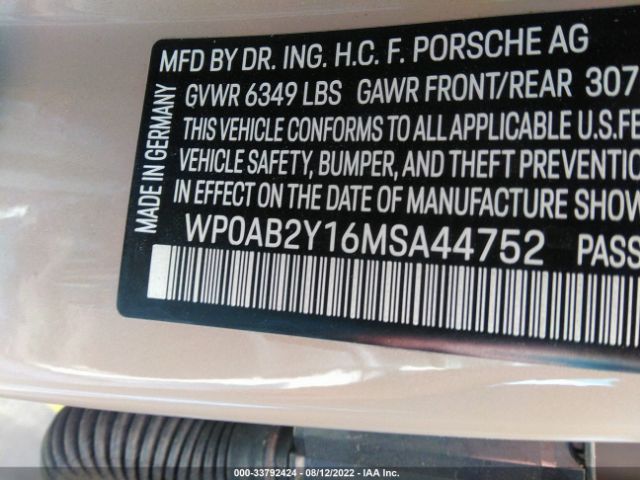 MFD BY DR. ING. H.C. F. PORSCHE AG
GVWR 6349 LBS GAWR FRONT/REAR 307
THIS VEHICLE CONFORMS TO ALL APPLICABLE U.S.FE
VEHICLE SAFETY, BUMPER, AND THEFT PREVENTIO
IN EFFECT ON THE DATE OF MANUFACTURE SHOW
WP0AB2Y16MSA44752 PASS
MADE IN GERMANY
000-33792424 - 08/12/2022 - IAA Inc.